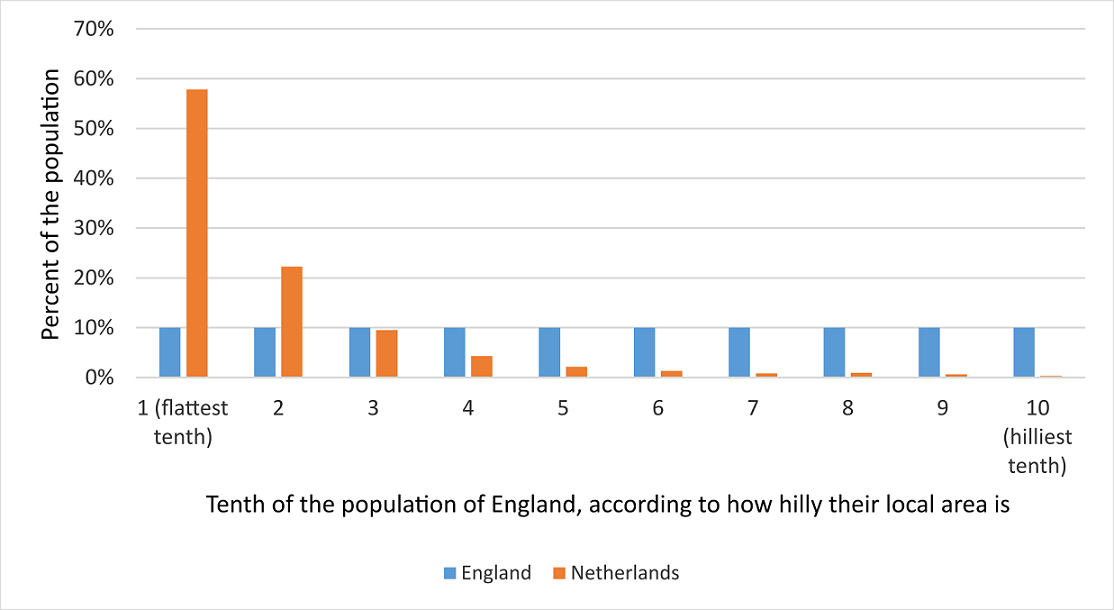 70%
60%
50%
40%
30%
20%
10%
0%
Percent of the population
1 (flattest
tenth)
2
3
4
5
6
7
8
9
10
(hilliest
tenth)
Tenth of the population of England, according to how hilly their local area is
England
Netherlands